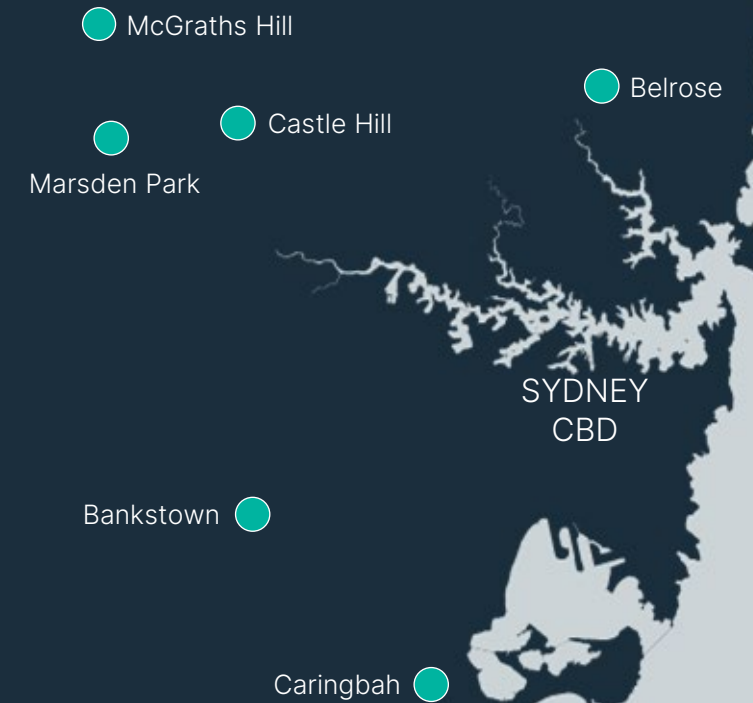 McGraths Hill
Belrose
Castle Hill
Marsden Park
SYDNEY
CBD
Bankstown
Caringbah